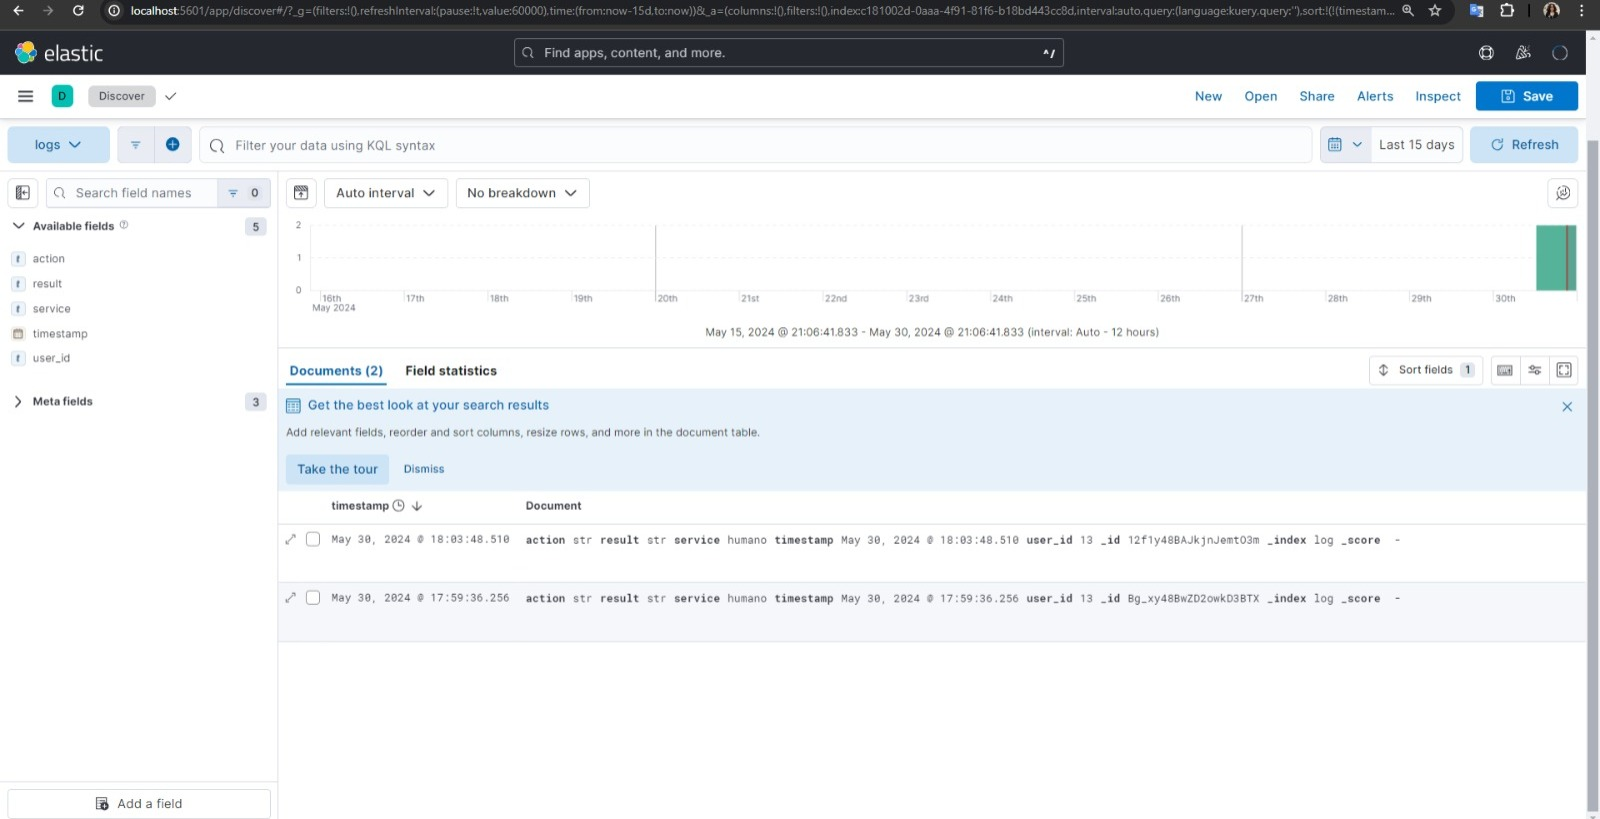 localhost:5601/app/discover#/?_g=(filters:!(),refreshInterval:(pause:!t,value:60000),time:(from:now-15d,to:now))&_a=(columns:!(),filters:!(),index:c181002d-0aaa-4f91-81f6-b18bd443cc8d,interval:auto,query:(language:kuery,query:''),sort:!(!(timestam...
elastic
Find apps, content, and more.
^/
D
Discover
New
Open
Share
Alerts
Inspect
Save
logs
Filter your data using KQL syntax
Last 15 days
Refresh
Search field names
0
Auto interval
No breakdown
Available fields
5
t action
t result
t service
timestamp
t user_id
Meta fields
3
2
1
0
16th 17th 18th 19th 20th 21st 22nd 23rd 24th 25th 26th 27th 28th 29th 30th
May 2024
May 15, 2024 @ 21:06:41.833 - May 30, 2024 @ 21:06:41.833 (interval: Auto - 12 hours)
Documents (2)
Field statistics
Sort fields 1
Get the best look at your search results
Add relevant fields, reorder and sort columns, resize rows, and more in the document table.
Take the tour
Dismiss
timestamp
Document
May 30, 2024 @ 18:03:48.510 action str result str service humano timestamp May 30, 2024 @ 18:03:48.510 user_id 13 _id 12f1y48BAJkjnJemtO3m _index log _score -
May 30, 2024 @ 17:59:36.256 action str result str service humano timestamp May 30, 2024 @ 17:59:36.256 user_id 13 _id Bg_xy48BwZD2owkD3BTX _index log _score -
Add a field